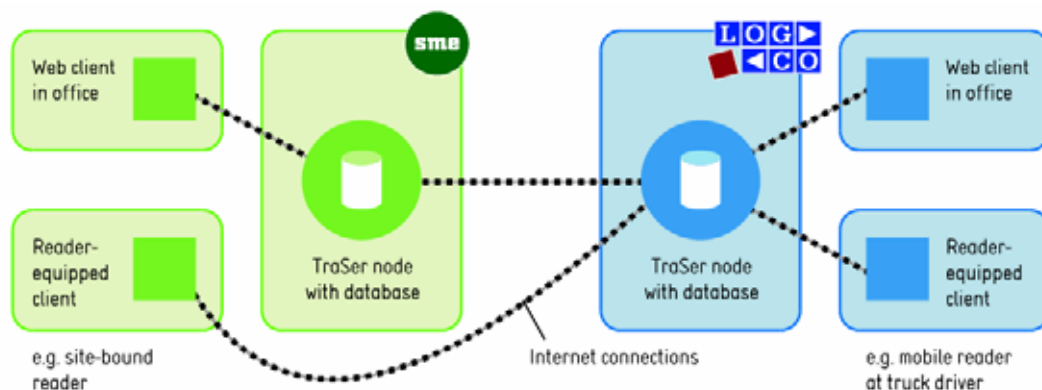 sme
LOG
CO
Web client
in office
Web client
in office
Reader-
equipped
client
TraSer node
with database
TraSer node
with database
Reader-
equipped
client
e.g. site-bound
reader
Internet connections
e.g. mobile reader
at truck driver